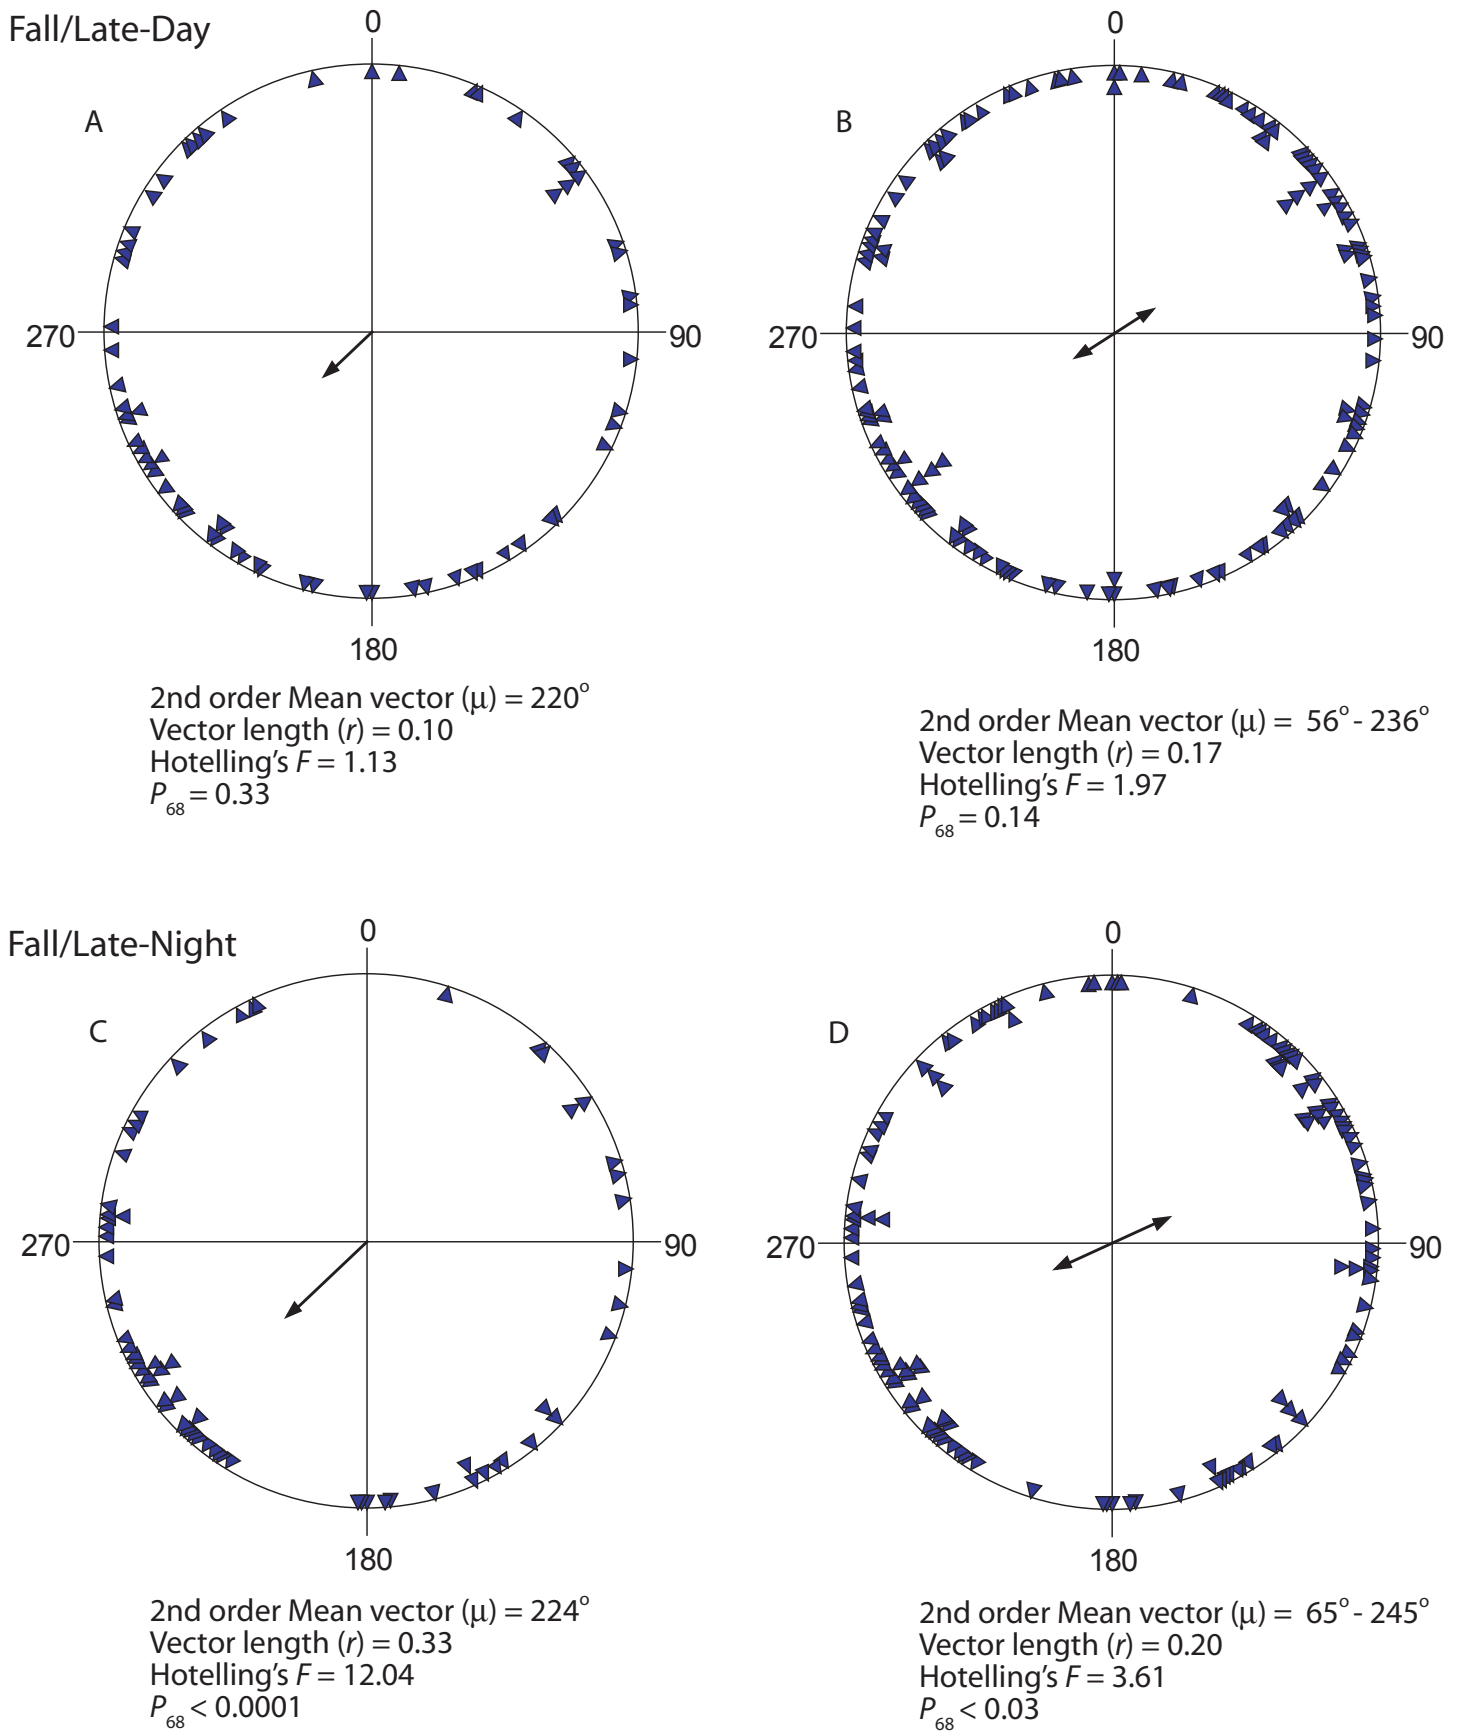 Fall/Late-Day
0
0
A
B
270
90
270
90
180
180
2nd order Mean vector (μ) = 220°
Vector length (r) = 0.10
Hotelling's F = 1.13
P68 = 0.33
2nd order Mean vector (μ) = 56° - 236°
Vector length (r) = 0.17
Hotelling's F = 1.97
P68 = 0.14
Fall/Late-Night
0
0
C
D
270
90
270
90
180
180
2nd order Mean vector (μ) = 224°
Vector length (r) = 0.33
Hotelling's F = 12.04
P68 < 0.0001
2nd order Mean vector (μ) = 65° - 245°
Vector length (r) = 0.20
Hotelling's F = 3.61
P68 < 0.03